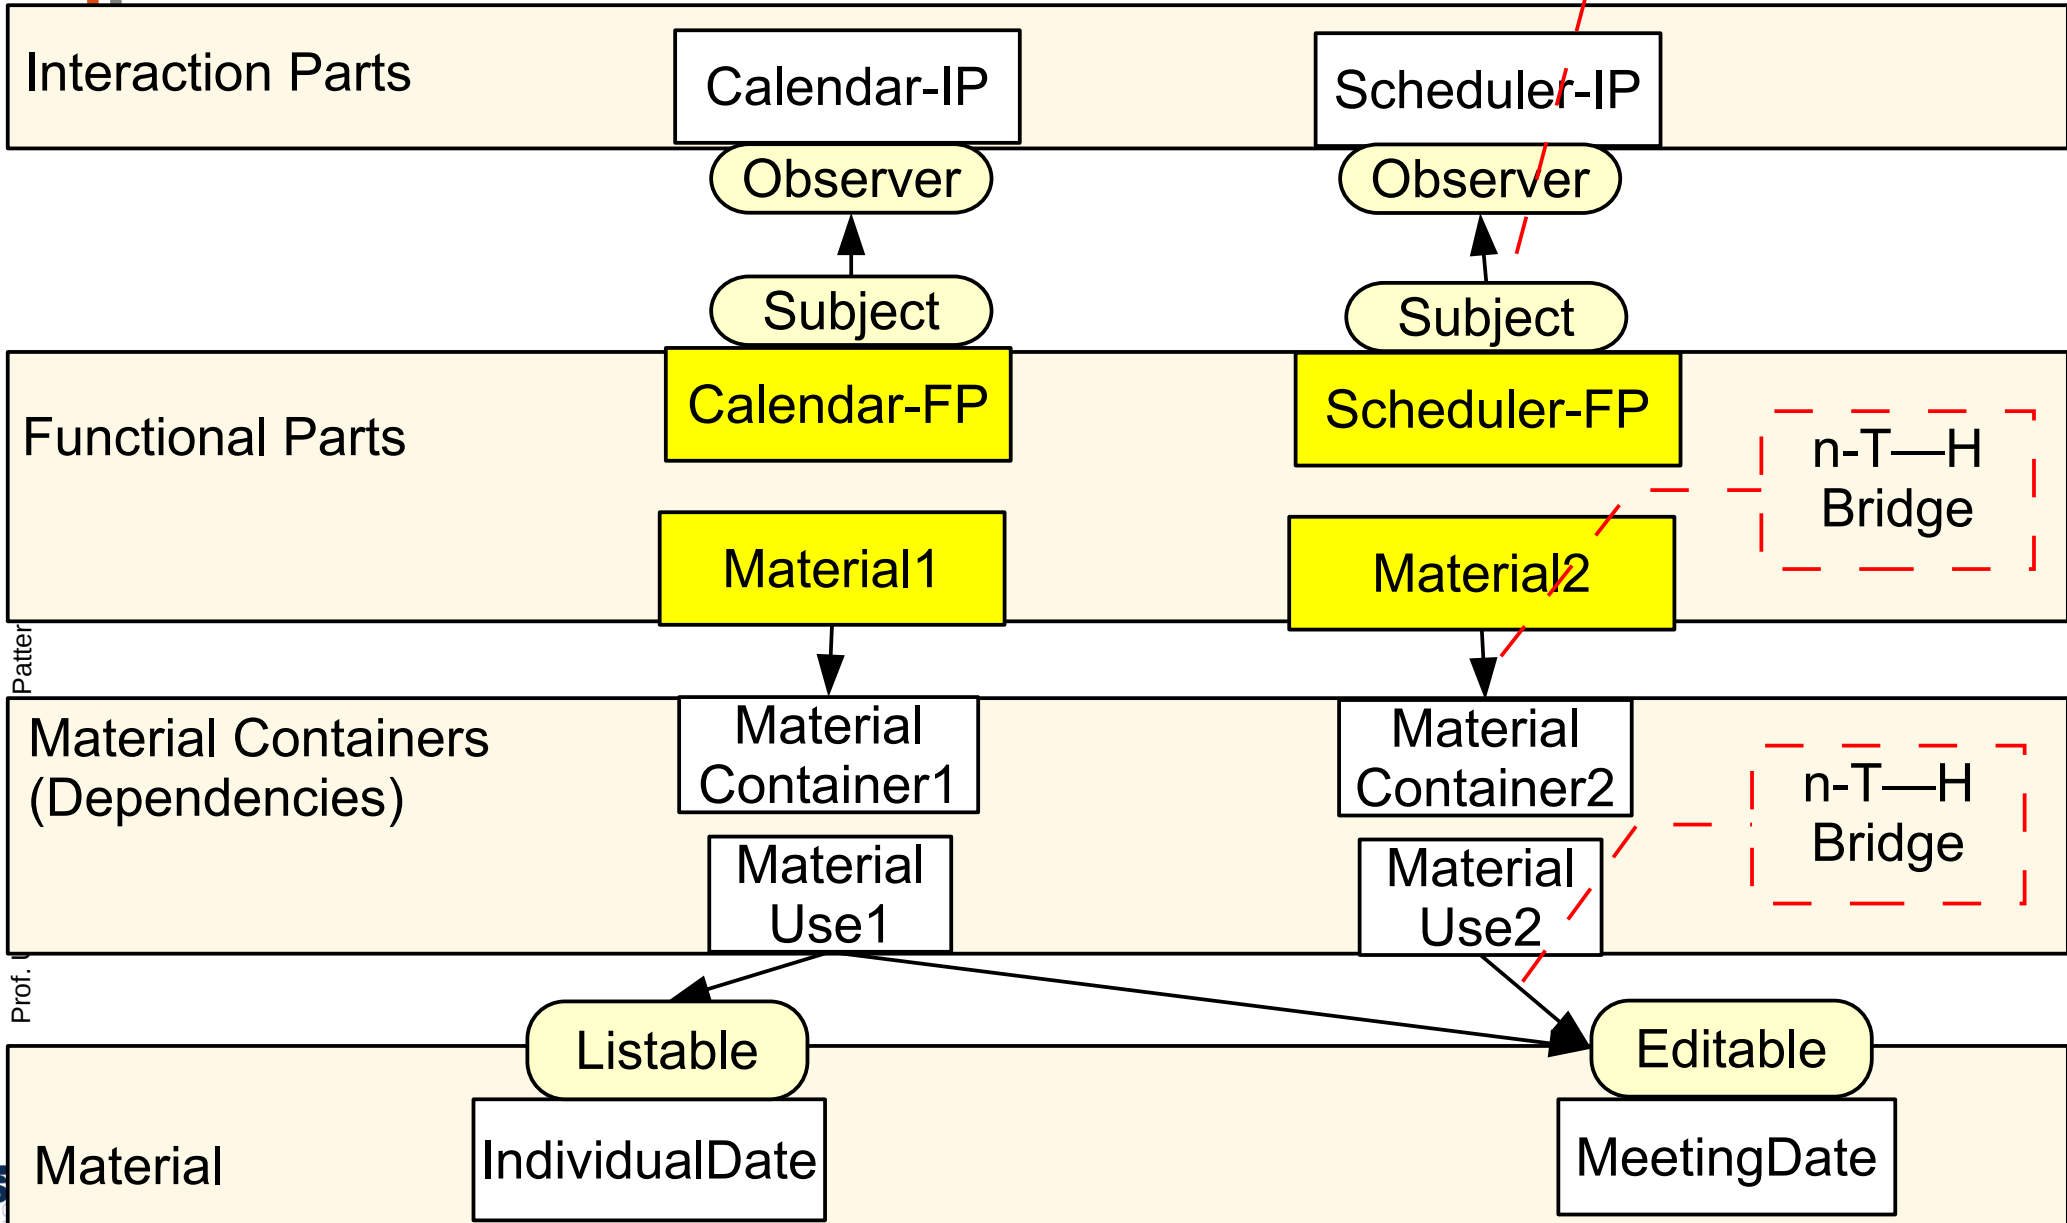 Interaction Parts
Calendar-IP
Scheduler-IP
Observer
Observer
Subject
Subject
Functional Parts
Calendar-FP
Scheduler-FP
n-T—H
Bridge
Material1
Material2
Material Containers
(Dependencies)
Material
Container1
Material
Container2
n-T—H
Bridge
Material
Use1
Material
Use2
Listable
Editable
Material
IndividualDate
MeetingDate
Prof.